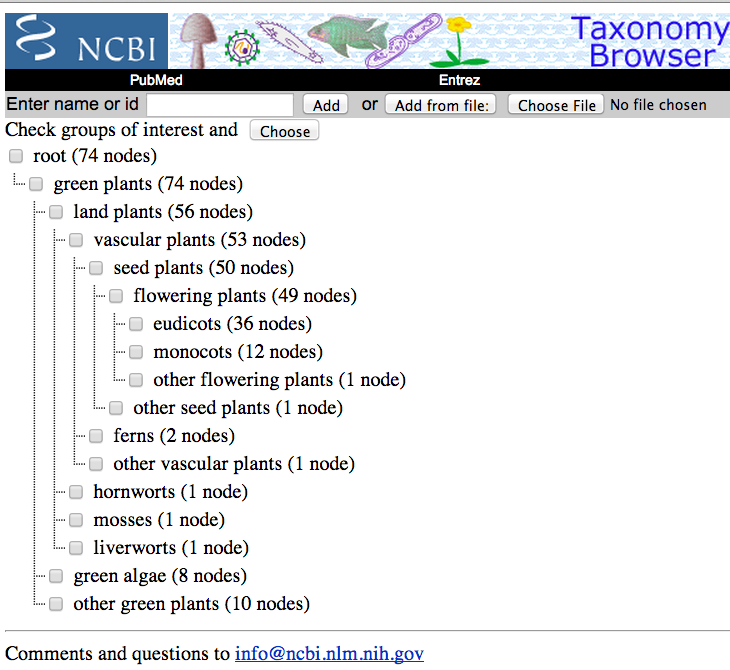 NCBI
Taxonomy
Browser
PubMed Entrez
Enter name or id Add or Add from file: Choose File No file chosen
Check groups of interest and Choose
root (74 nodes)
green plants (74 nodes)
land plants (56 nodes)
vascular plants (53 nodes)
seed plants (50 nodes)
flowering plants (49 nodes)
eudicots (36 nodes)
monocots (12 nodes)
other flowering plants (1 node)
other seed plants (1 node)
ferns (2 nodes)
other vascular plants (1 node)
hornworts (1 node)
mosses (1 node)
liverworts (1 node)
green algae (8 nodes)
other green plants (10 nodes)
Comments and questions to info@ncbi.nlm.nih.gov